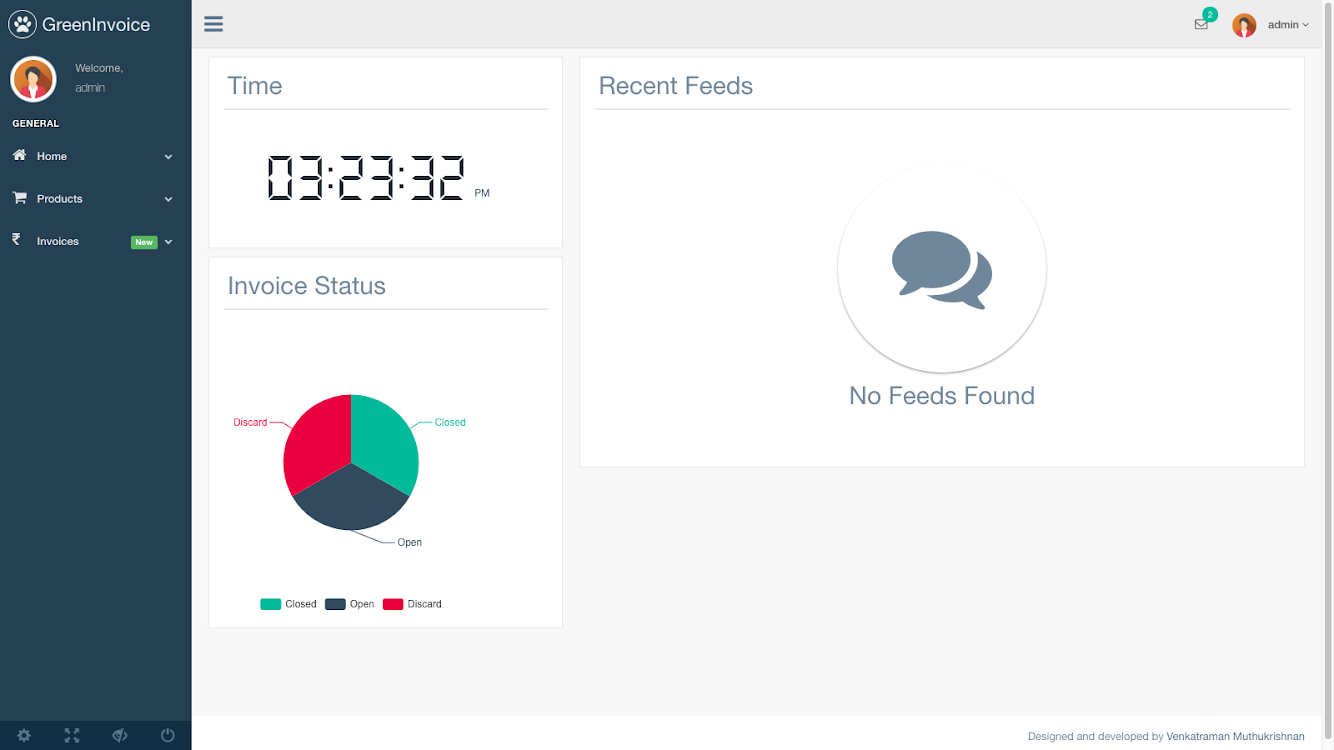 GreenInvoice
2
admin
Welcome,
admin
GENERAL
Home
Products
Invoices New
Time
03:23:32 PM
Invoice Status
Discard
Closed
Open
Closed Open Discard
Recent Feeds
No Feeds Found
Designed and developed by Venkatraman Muthukrishnan